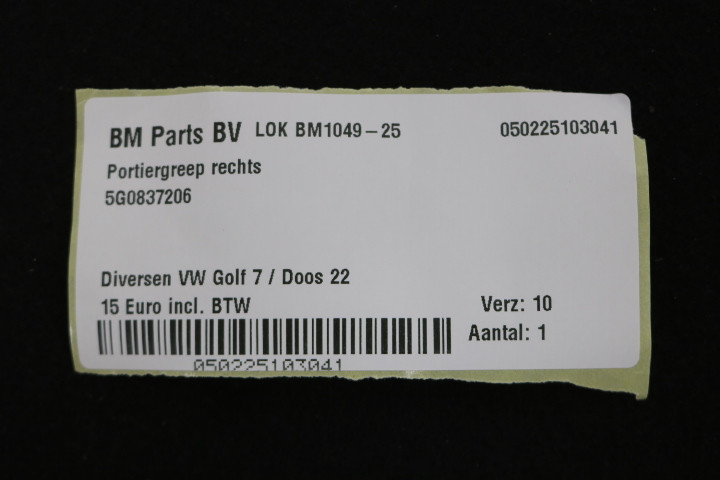 BM Parts BV LOK BM1049-25 050225103041
Portiergreep rechts
5G0837206
Diversen VW Golf 7 / Doos 22
15 Euro incl. BTW Verz: 10
Aantal: 1
050225103041